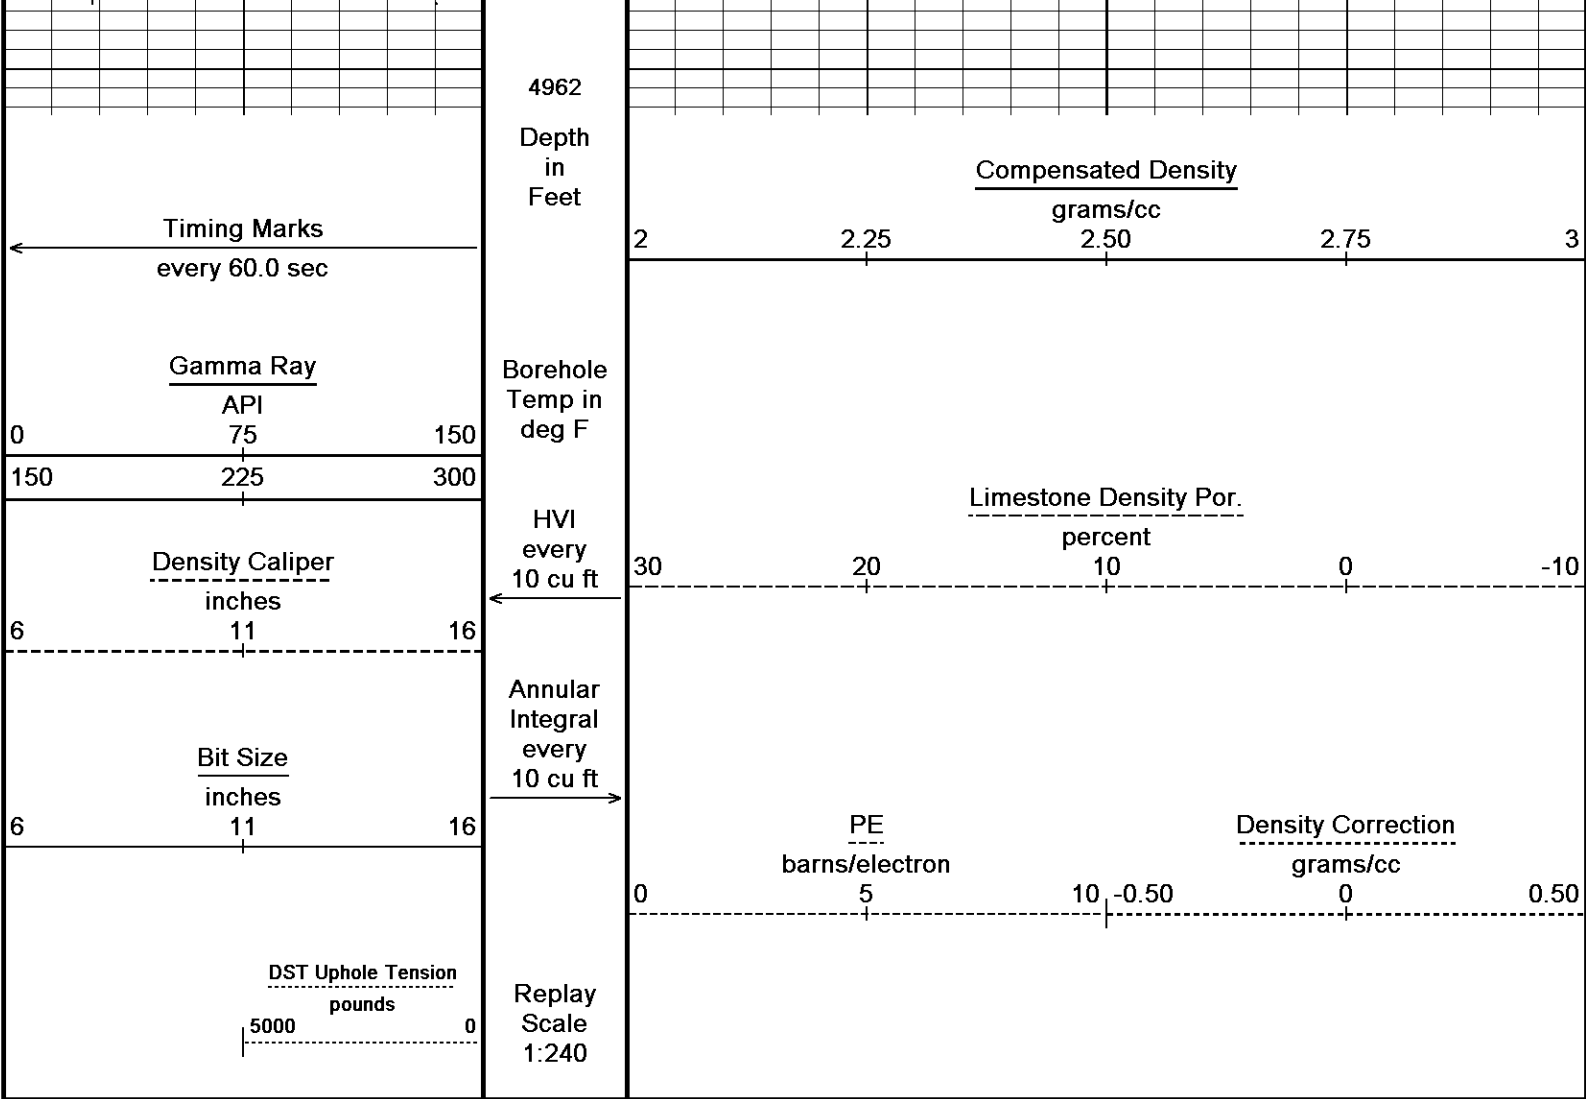 4962
Depth
in
Feet
Timing Marks
every 60.0 sec
Gamma Ray
API
0 75 150
150 225 300
Density Caliper
inches
6 11 16
Bit Size
inches
6 11 16
DST Uphole Tension
pounds
5000 0
Borehole
Temp in
deg F
HVI
every
10 cu ft
Annular
Integral
every
10 cu ft
Replay
Scale
1:240
Compensated Density
grams/cc
2 2.25 2.50 2.75 3
Limestone Density Por.
percent
30 20 10 0 -10
PE
barns/electron
0 5 10
Density Correction
grams/cc
-0.50 0 0.50